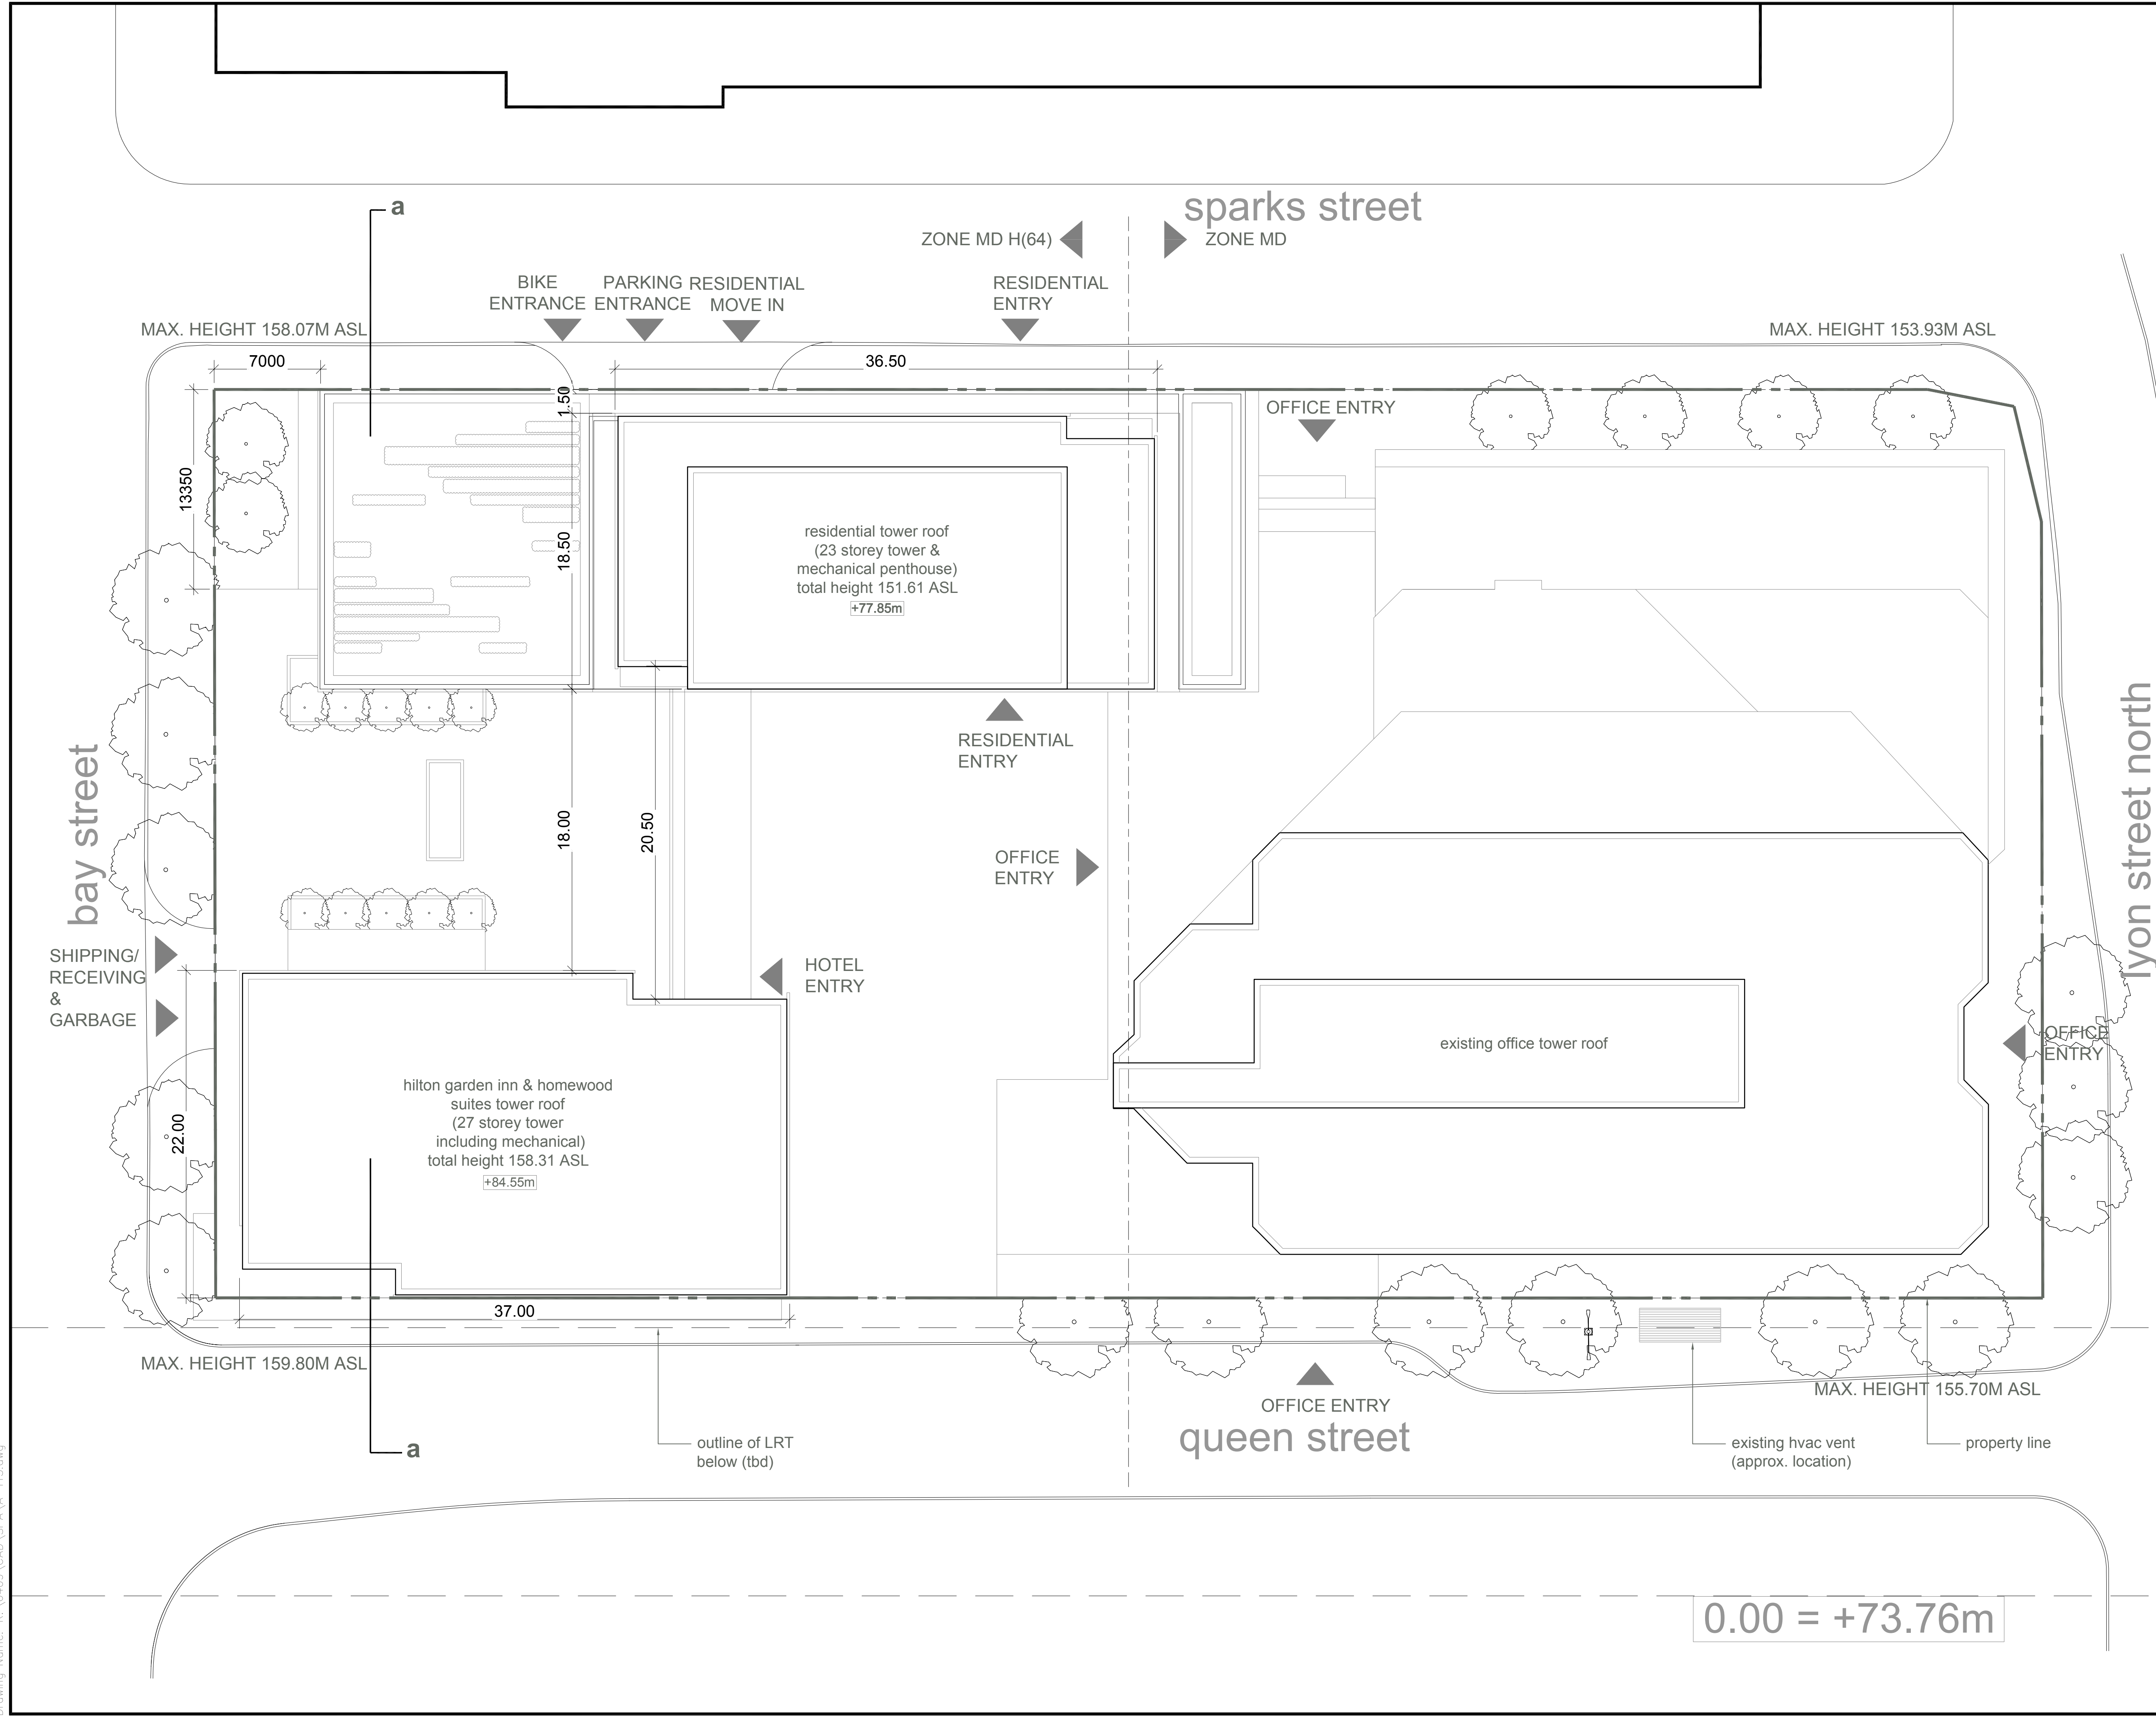 sparks street
a
ZONE MD H(64)
ZONE MD
BIKE
ENTRANCE
PARKING
ENTRANCE
RESIDENTIAL
MOVE IN
RESIDENTIAL
ENTRY
MAX. HEIGHT 158.07M ASL
MAX. HEIGHT 153.93M ASL
7000
36.50
1.50
OFFICE ENTRY
13350
18.50
residential tower roof
(23 storey tower &
mechanical penthouse)
total height 151.61 ASL
+77.85m
RESIDENTIAL
ENTRY
bay street
lyon street north
18.00
20.50
OFFICE
ENTRY
SHIPPING/
RECEIVING
&
GARBAGE
HOTEL
ENTRY
existing office tower roof
OFFICE
ENTRY
hilton garden inn & homewood
suites tower roof
(27 storey tower
including mechanical)
total height 158.31 ASL
+84.55m
22.00
37.00
MAX. HEIGHT 159.80M ASL
MAX. HEIGHT 155.70M ASL
OFFICE ENTRY
queen street
a
outline of LRT
below (tbd)
existing hvac vent
(approx. location)
property line
0.00 = +73.76m